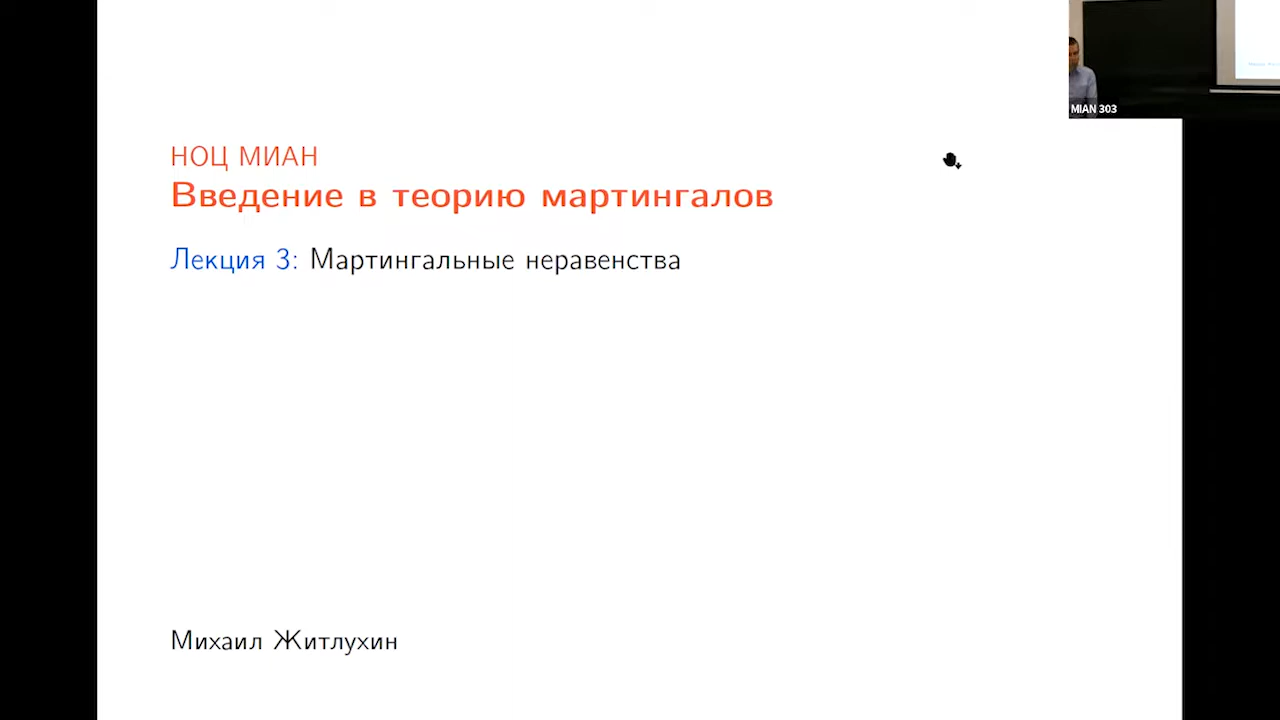 НОЦ МИАН
Введение в теорию мартингалов
Лекция 3: Мартингальные неравенства
Михаил Житлухин
MIAN 303